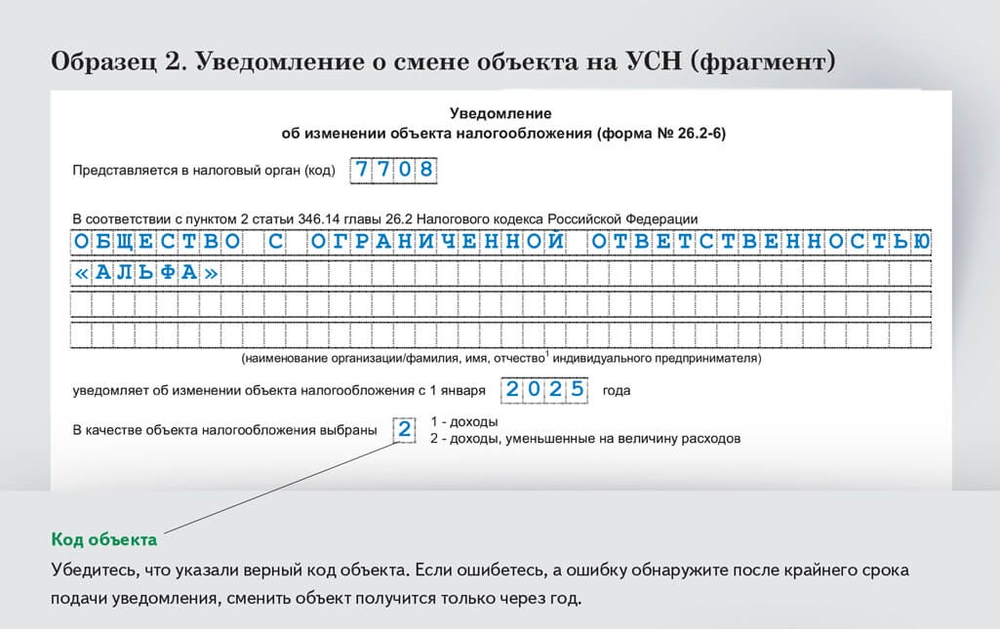 Образец 2. Уведомление о смене объекта на УСН (фрагмент)
Уведомление
об изменении объекта налогообложения (форма № 26.2-6)
Представляется в налоговый орган (код) 7708
В соответствии с пунктом 2 статьи 346.14 главы 26.2 Налогового кодекса Российской Федерации
ОБЩЕСТВО С ОГРАНИЧЕННОЙ ОТВЕТСТВЕННОСТЬЮ
«АЛЬФА»
(наименование организации/фамилия, имя, отчество¹ индивидуального предпринимателя)
уведомляет об изменении объекта налогообложения с 1 января 2025 года
В качестве объекта налогообложения выбраны 2
1 - доходы
2 - доходы, уменьшенные на величину расходов
Код объекта
Убедитесь, что указали верный код объекта. Если ошибетесь, а ошибку обнаружите после крайнего срока
подачи уведомления, сменить объект получится только через год.